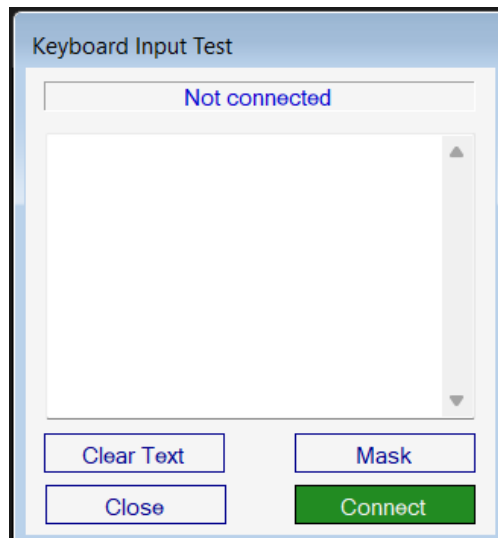 Keyboard Input Test
Not connected
Clear Text
Mask
Close
Connect